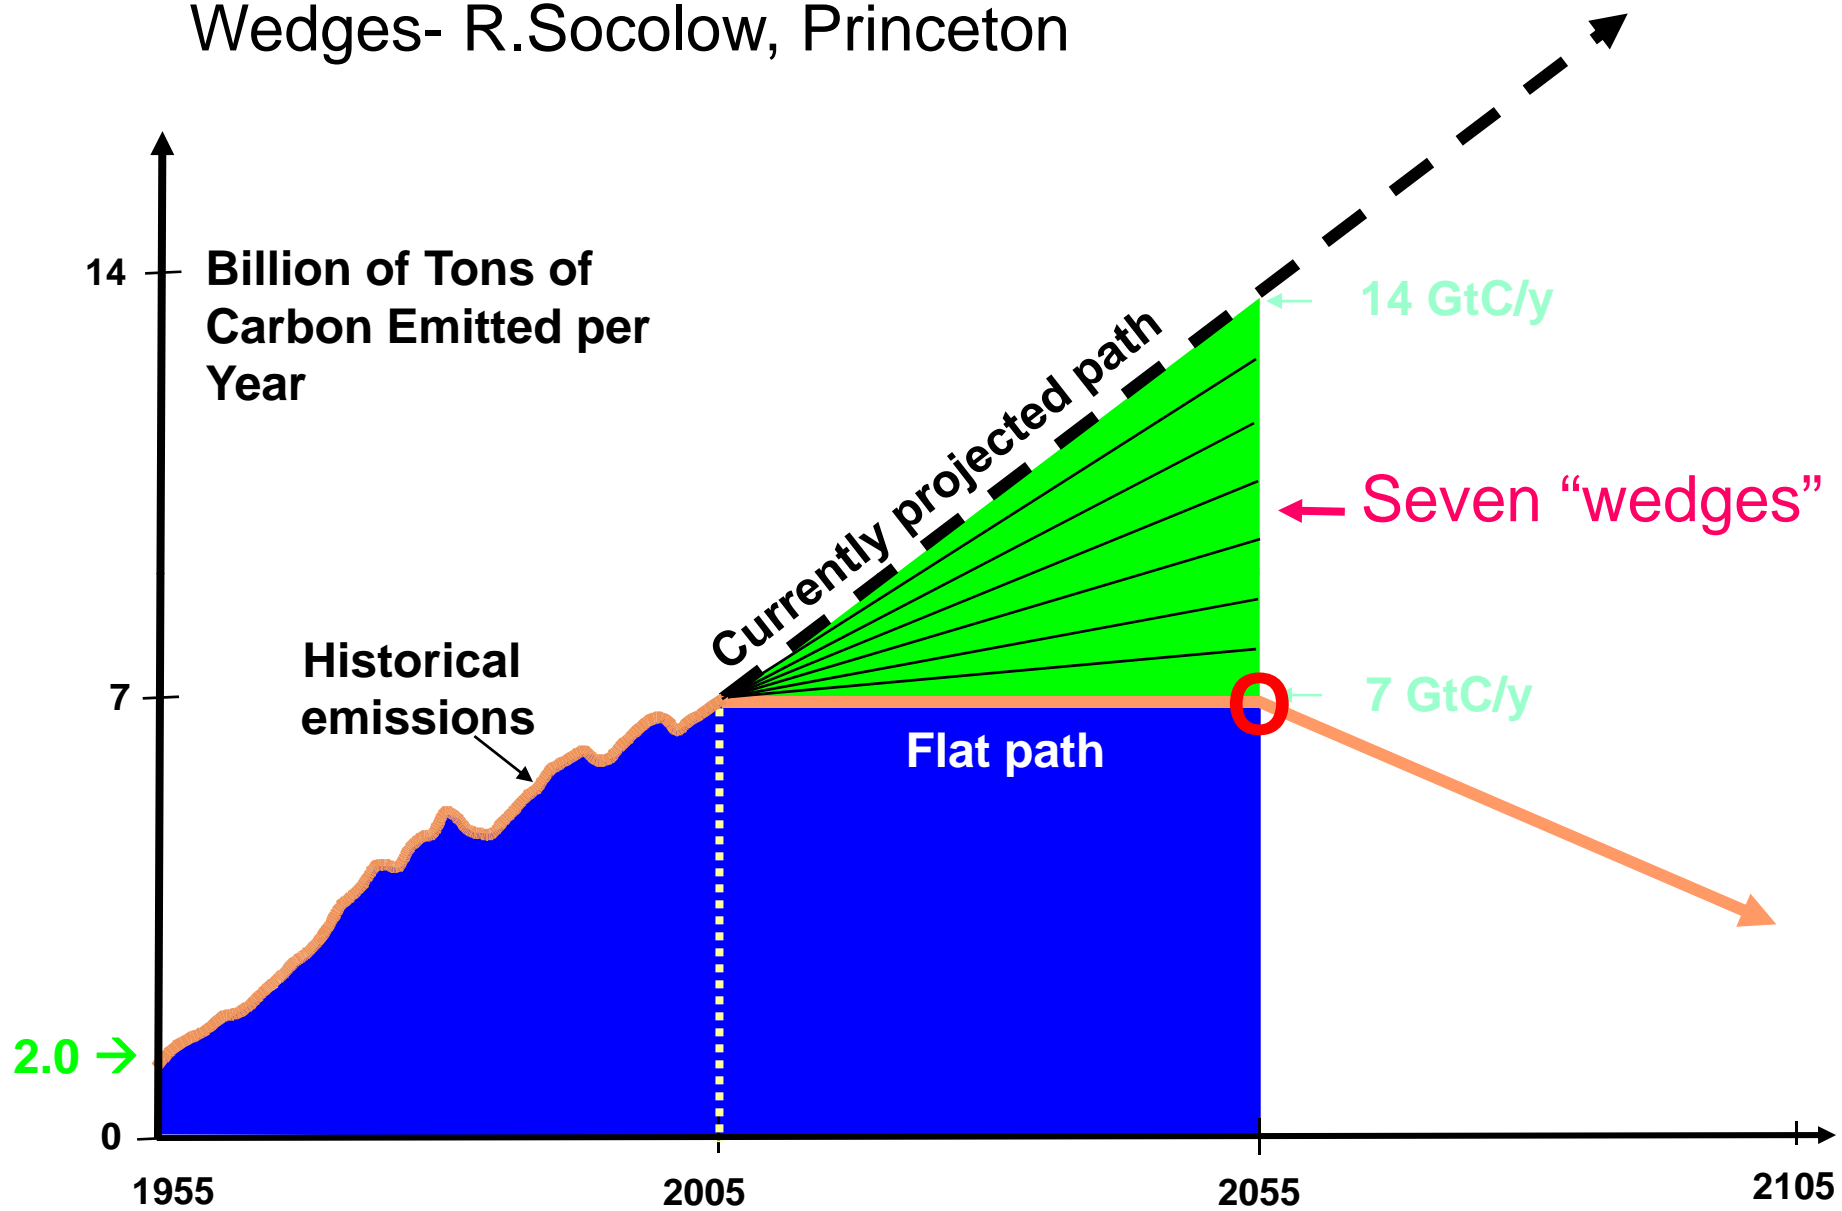 Wedges- R.Socolow, Princeton
14
Billion of Tons of
Carbon Emitted per
Year
14 GtC/y
Currently projected path
Seven “wedges”
Historical
emissions
7
7 GtC/y
O
Flat path
2.0 →
0
1955
2005
2055
2105